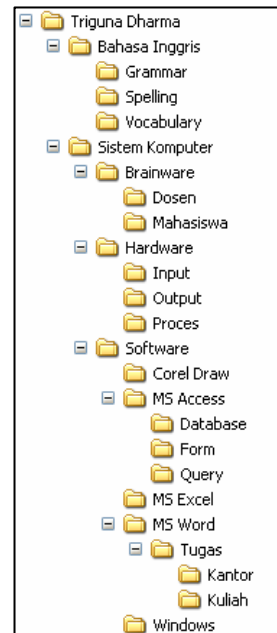 Triguna Dharma
Bahasa Inggris
Grammar
Spelling
Vocabulary
Sistem Komputer
Brainware
Dosen
Mahasiswa
Hardware
Input
Output
Proces
Software
Corel Draw
MS Access
Database
Form
Query
MS Excel
MS Word
Tugas
Kantor
Kuliah
Windows